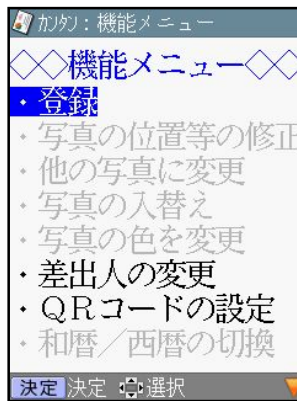 カンタン：機能メニュー
◇◇機能メニュー◇◇
・登録
・写真の位置等の修正
・他の写真に変更
・写真の入替え
・写真の色を変更
・差出人の変更
・QRコードの設定
・和暦／西暦の切換
決定 決定 選択